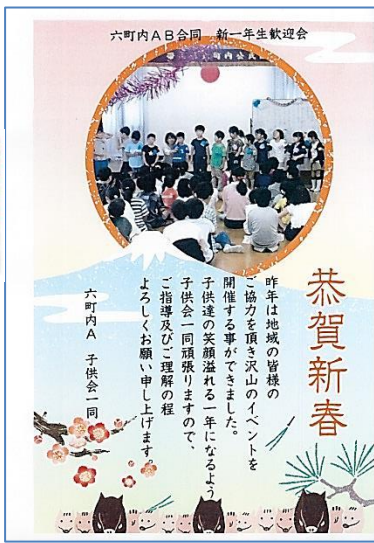 六町内AB合同 新一年生歓迎会
町内公民
恭賀新春
昨年は地域の皆様の
ご協力を頂き沢山のイベントを
開催する事ができました。
子供達の笑顔溢れる一年になるよう
子供会一同頑張りますので、
ご指導及びご理解の程
よろしくお願い申し上げます
六町内A 子供会一同